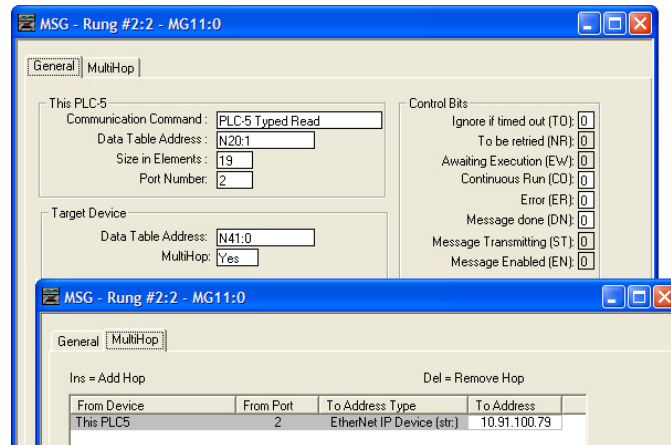 MSG - Rung #2:2 - MG11:0
General MultiHop
This PLC-5
Communication Command : PLC-5 Typed Read
Data Table Address : N20:1
Size in Elements : 19
Port Number: 2
Target Device
Data Table Address: N41:0
MultiHop: Yes
Control Bits
Ignore if timed out (TO): 0
To be retried (NR): 0
Awaiting Execution (EW): 0
Continuous Run (CO): 0
Error (ER): 0
Message done (DN): 0
Message Transmitting (ST): 0
Message Enabled (EN): 0
MSG - Rung #2:2 - MG11:0
General MultiHop
Ins = Add Hop Del = Remove Hop
From Device From Port To Address Type To Address
This PLC5 2 EtherNet IP Device (str:) 10.91.100.79